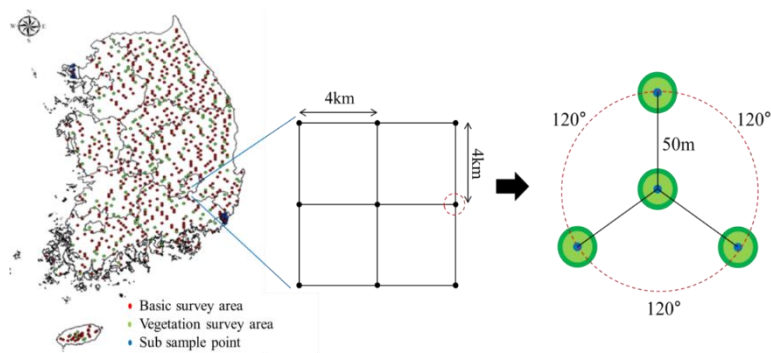 N
W E
S
4km
4km
120°
120°
50m
120°
Basic survey area
Vegetation survey area
Sub sample point